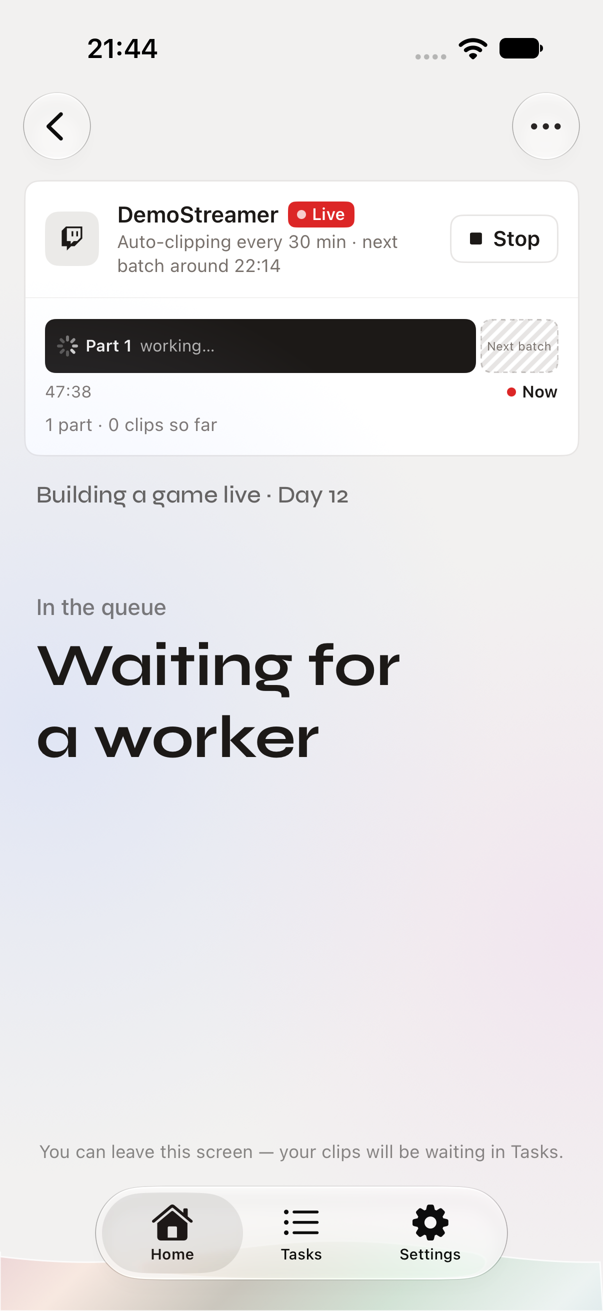 21:44
DemoStreamer
Live
Auto-clipping every 30 min · next
batch around 22:14
Stop
Part 1 working...
Next batch
47:38
Now
1 part · 0 clips so far
Building a game live · Day 12
In the queue
Waiting for
a worker
You can leave this screen — your clips will be waiting in Tasks.
Home
Tasks
Settings